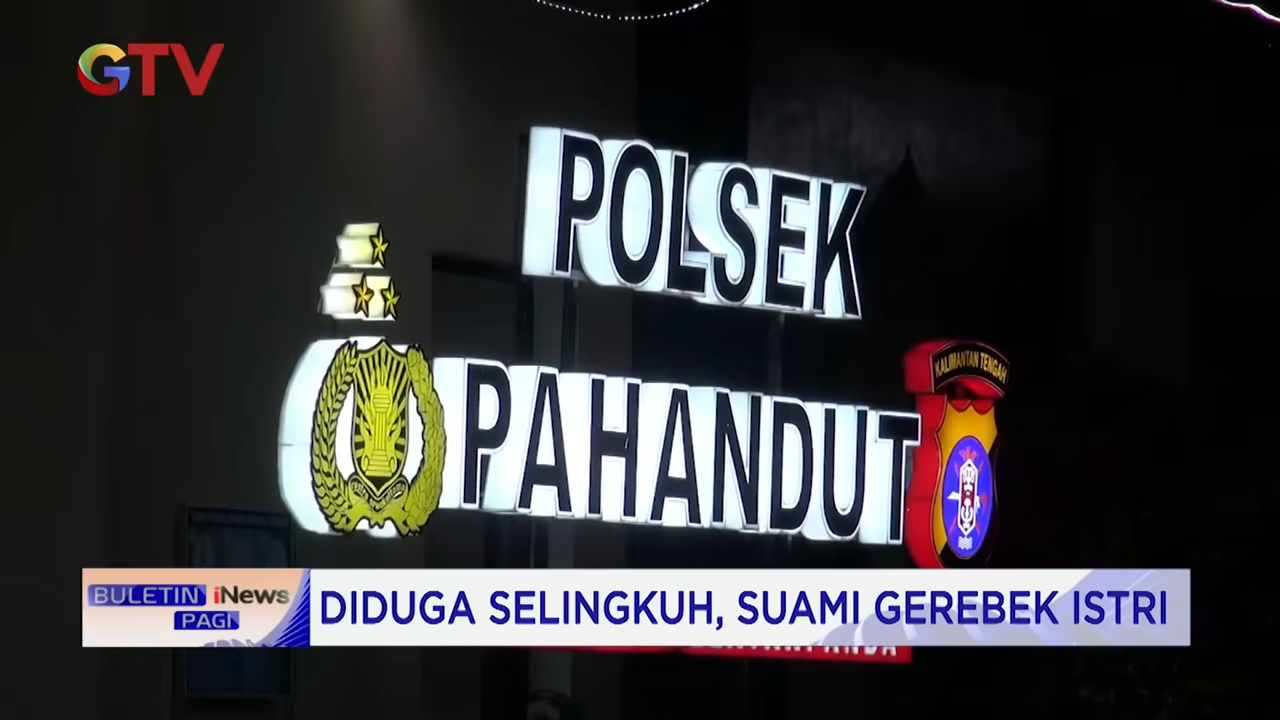 GTV
POLSEK
PAHANDUT
KALIMANTAN TENGAH
BULETIN iNews
PAGI
DIDUGA SELINGKUH, SUAMI GEREBEK ISTRI